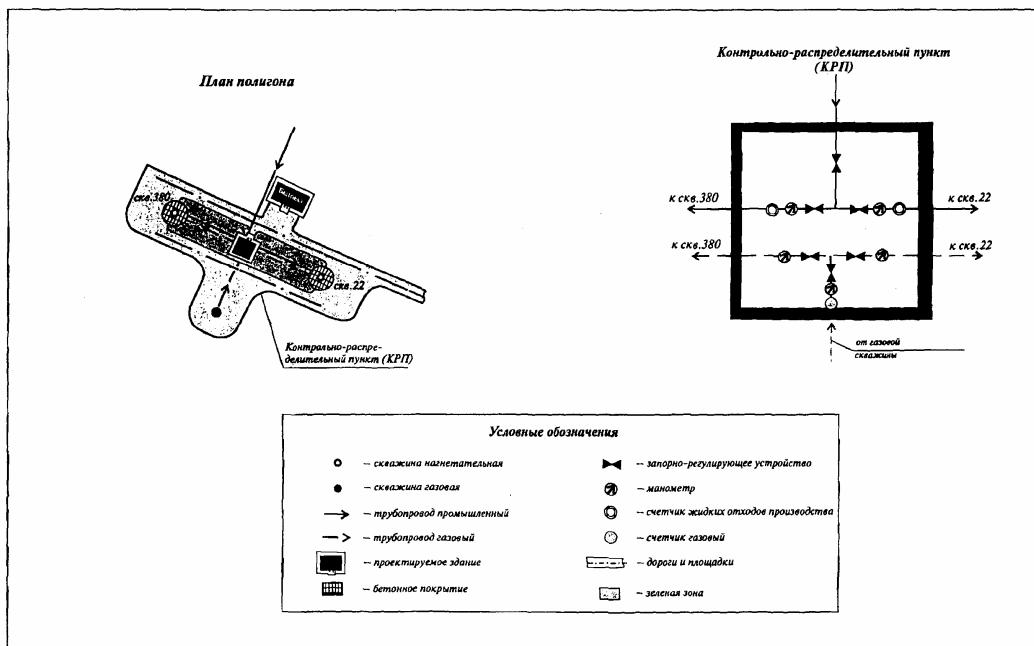 План полигона
скв.380
скв.22
Контрольно-распре-
делительный пункт (КРП)
Контрольно-распределительный пункт
(КРП)
к скв.380
к скв.22
к скв.380
к скв.22
от газовой
скважины
Условные обозначения
– скважина нагнетательная
– скважина газовая
– трубопровод промышленный
– трубопровод газовый
– проектируемое здание
– бетонное покрытие
– запорно-регулирующее устройство
– манометр
– счетчик жидких отходов производства
– счетчик газовый
– дороги и площадки
– зеленая зона